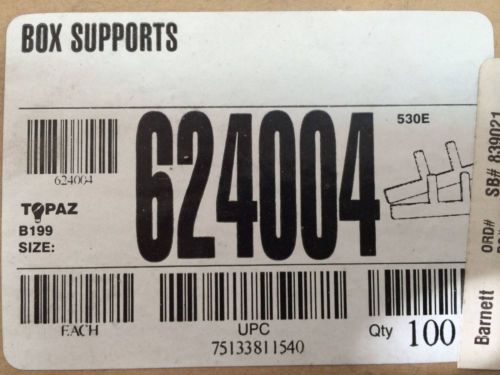 BOX SUPPORTS
624004
624004
530E
TOPAZ
B199
SIZE:
EACH
UPC
75133811540
Qty 100
Barnett
ORD#
SB# 839021